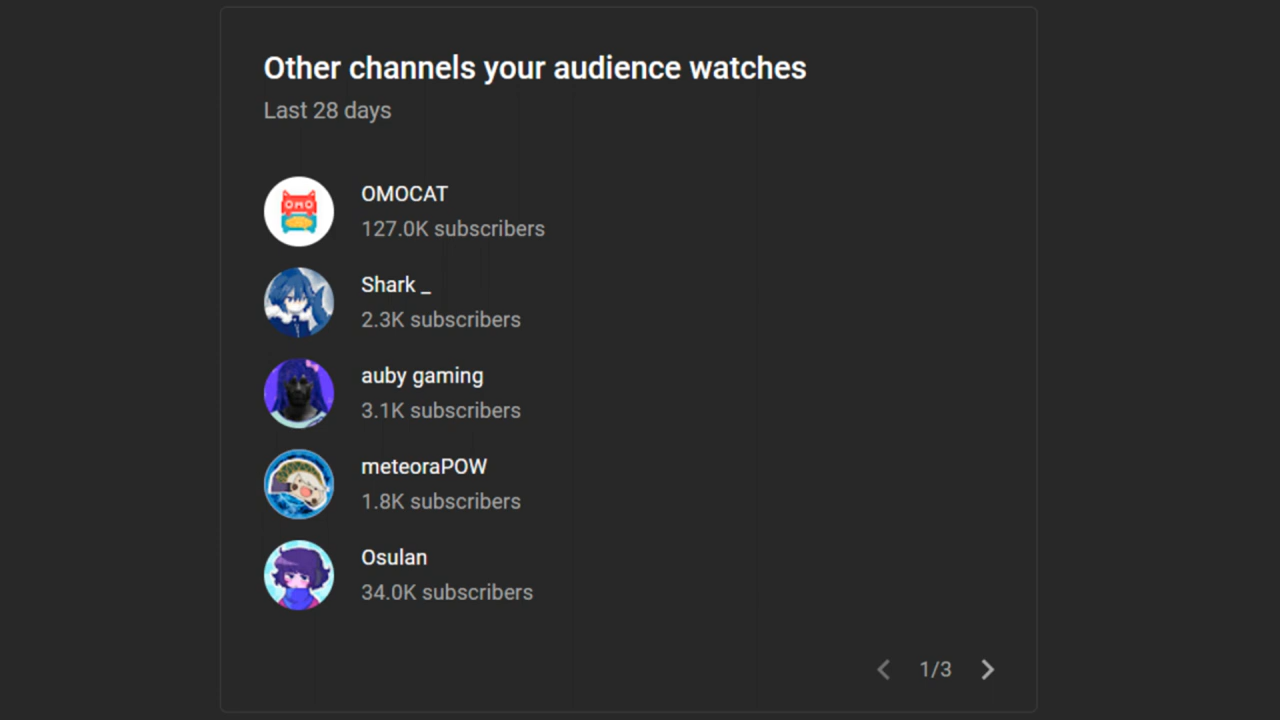 Other channels your audience watches
Last 28 days
OMO
OMOCAT
127.0K subscribers
Shark _
2.3K subscribers
auby gaming
3.1K subscribers
meteoraPOW
1.8K subscribers
Osulan
34.0K subscribers
1/3